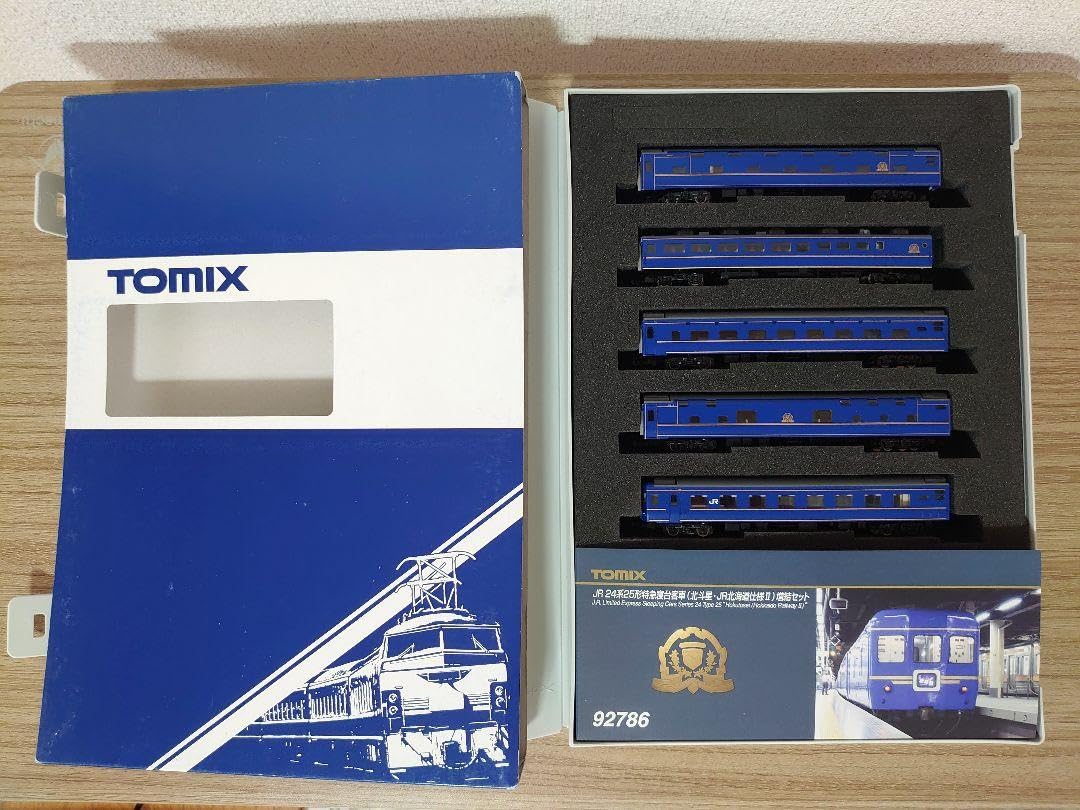 TOMIX
JR
TOMIX
JR 24系25形特急寝台客車(北斗星・JR北海道仕様Ⅱ)増結セット
J.R. Limited Express Sleeping Cars Series 24 Type 25 "Hokutosei (Hokkaido Railway II)"
92786